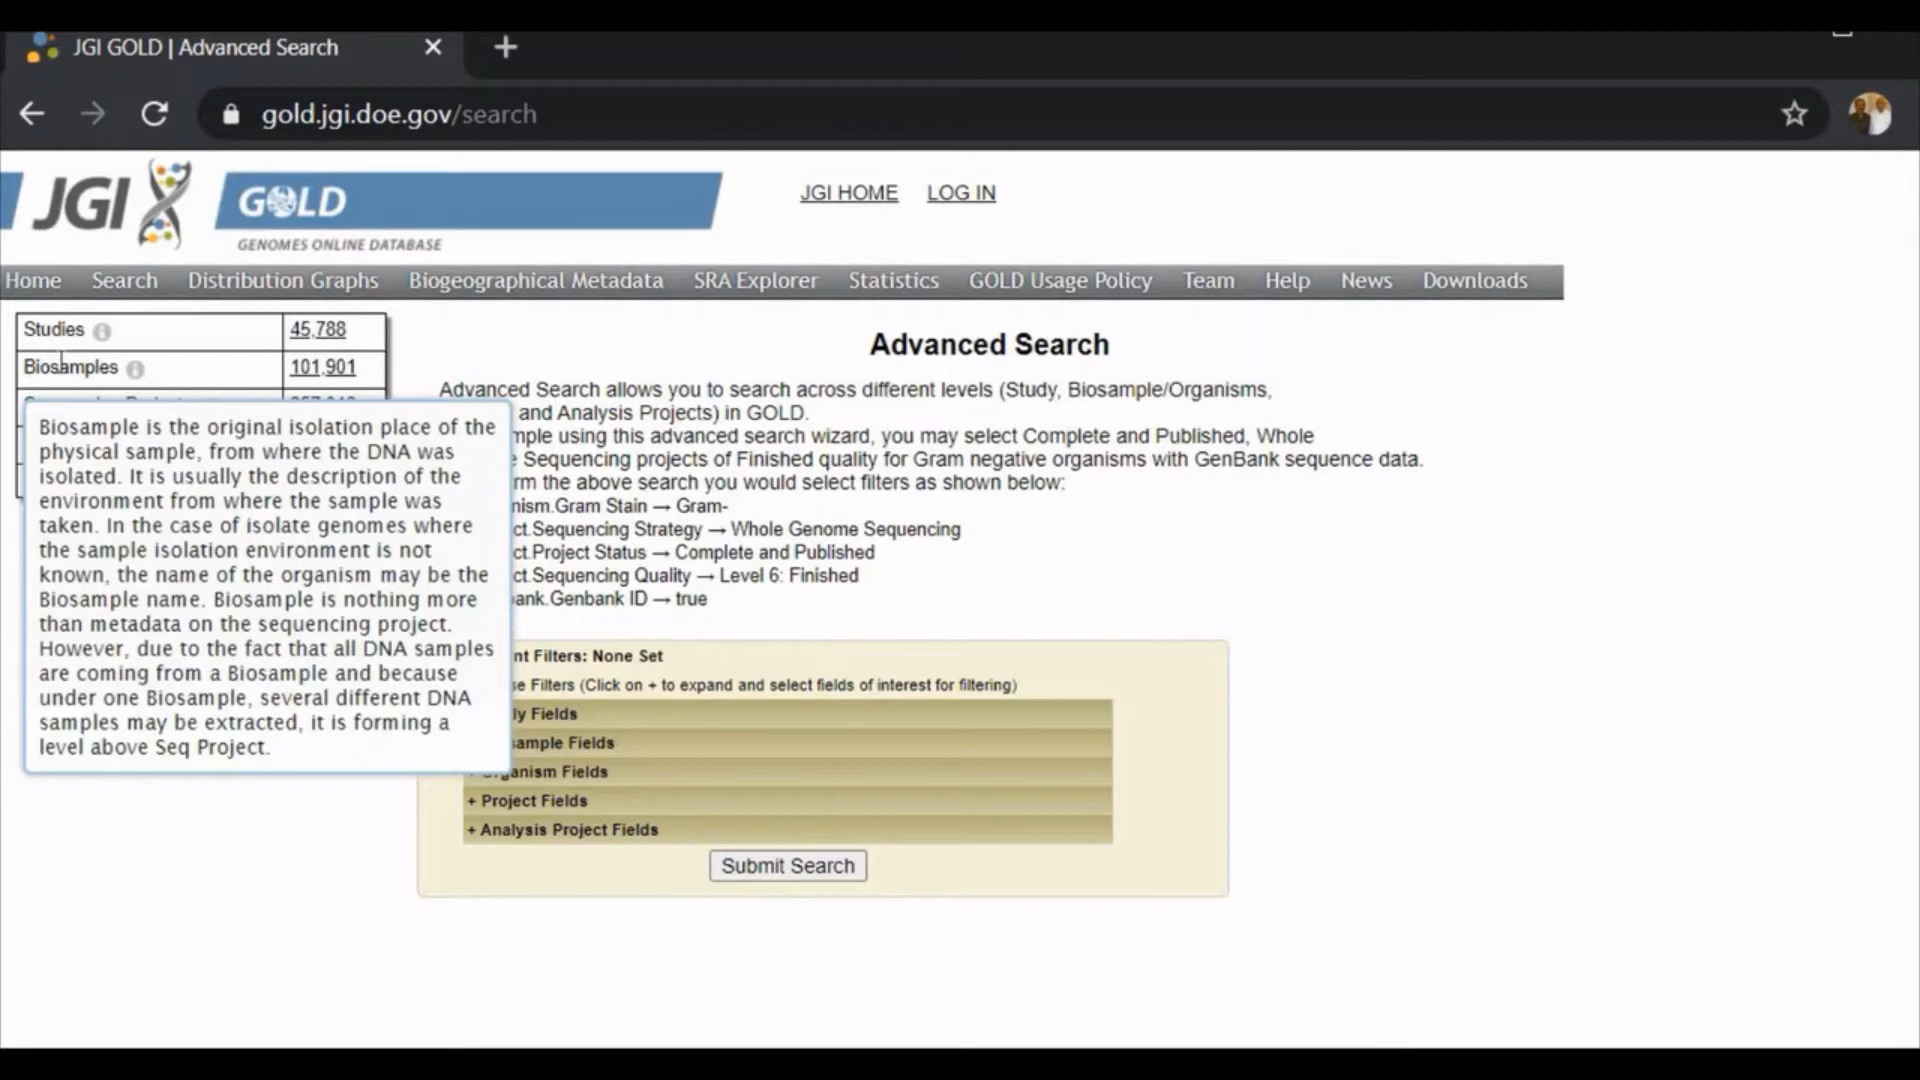 JGI GOLD | Advanced Search
gold.jgi.doe.gov/search
JGI
GOLD
GENOMES ONLINE DATABASE
JGI HOME LOG IN
Home Search Distribution Graphs Biogeographical Metadata SRA Explorer Statistics GOLD Usage Policy Team Help News Downloads
Studies 45,788
Biosamples 101,901
Biosample is the original isolation place of the
physical sample, from where the DNA was
isolated. It is usually the description of the
environment from where the sample was
taken. In the case of isolate genomes where
the sample isolation environment is not
known, the name of the organism may be the
Biosample name. Biosample is nothing more
than metadata on the sequencing project.
However, due to the fact that all DNA samples
are coming from a Biosample and because
under one Biosample, several different DNA
samples may be extracted, it is forming a
level above Seq Project.
Advanced Search
Advanced Search allows you to search across different levels (Study, Biosample/Organisms,
and Analysis Projects) in GOLD.
mple using this advanced search wizard, you may select Complete and Published, Whole
Sequencing projects of Finished quality for Gram negative organisms with GenBank sequence data.
rm the above search you would select filters as shown below:
nism.Gram Stain → Gram-
ct.Sequencing Strategy → Whole Genome Sequencing
ct.Project Status → Complete and Published
ct.Sequencing Quality → Level 6: Finished
ank.Genbank ID → true
nt Filters: None Set
se Filters (Click on + to expand and select fields of interest for filtering)
ly Fields
sample Fields
ganism Fields
+ Project Fields
+ Analysis Project Fields
Submit Search